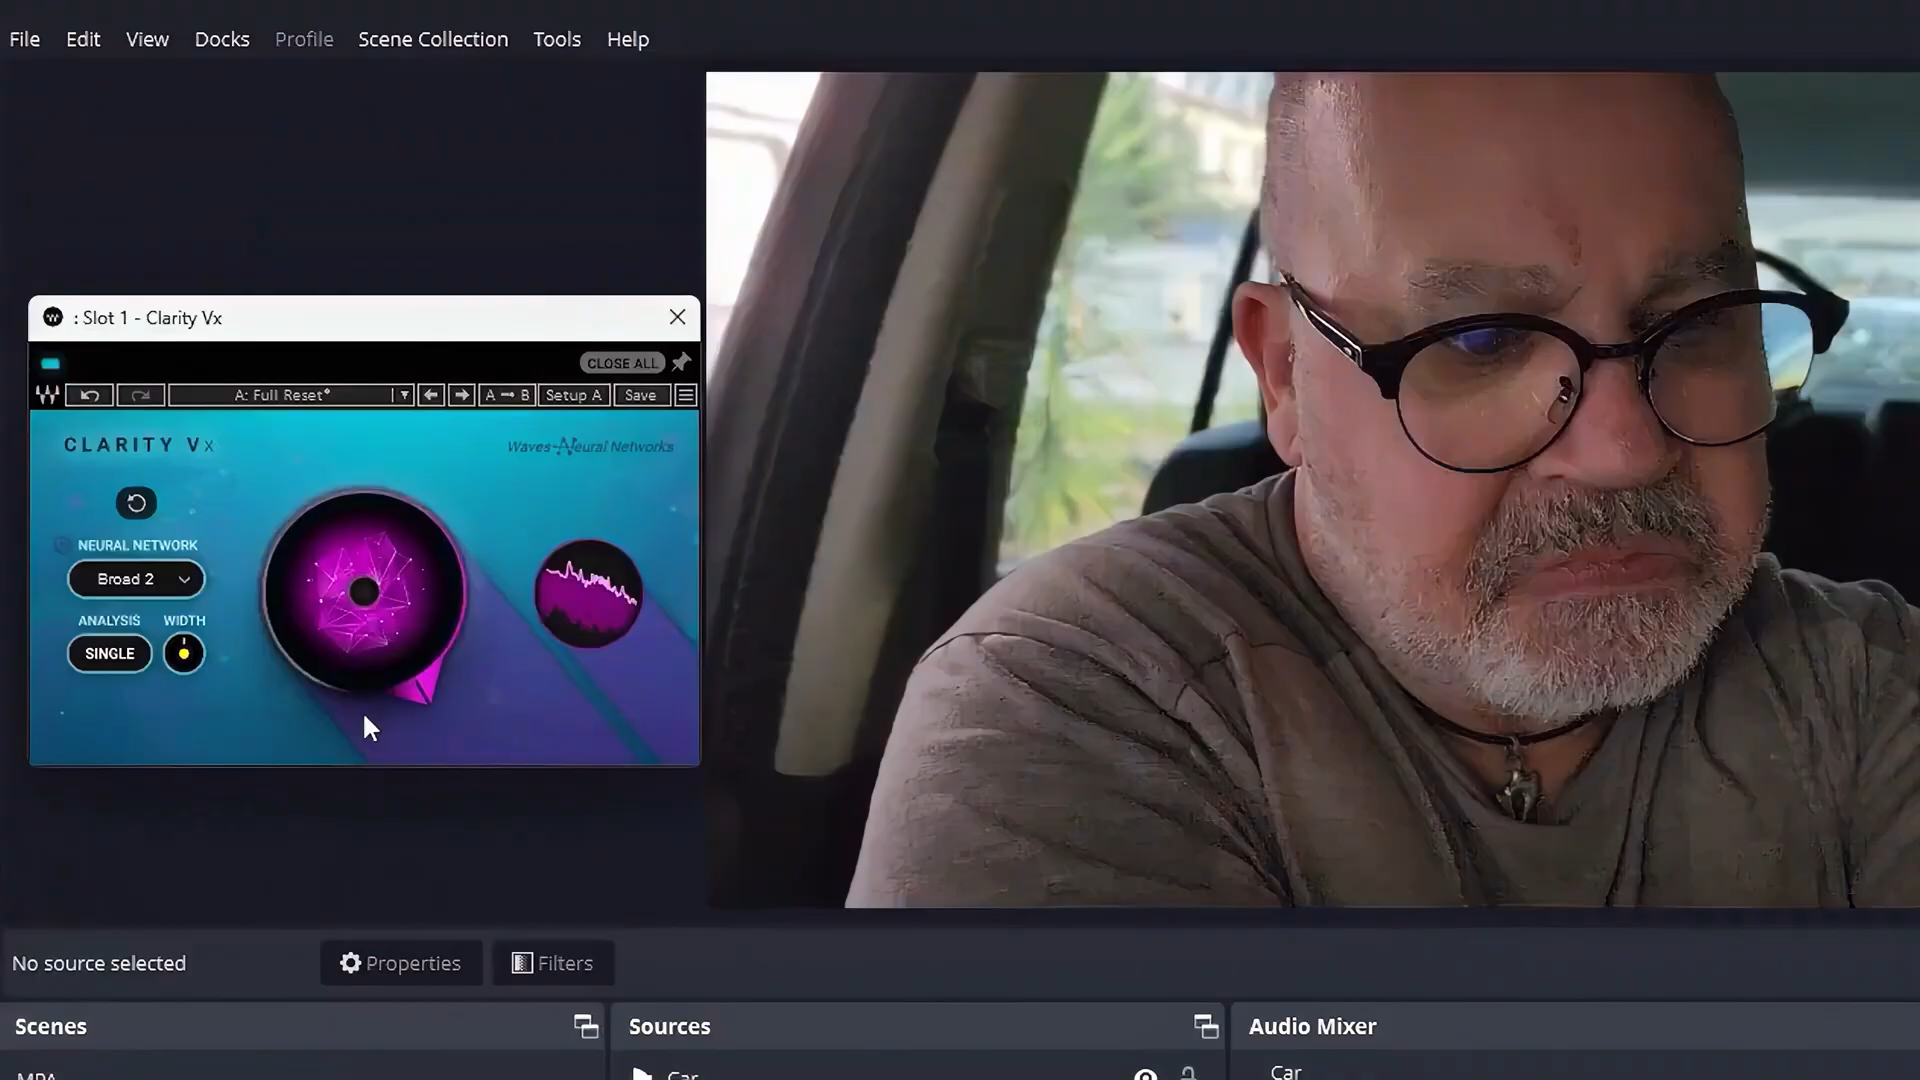 File Edit View Docks Profile Scene Collection Tools Help
: Slot 1 - Clarity Vx
CLOSE ALL
A: Full Reset* A → B Setup A Save
CLARITY Vx
Waves Neural Networks
NEURAL NETWORK
Broad 2
ANALYSIS WIDTH
SINGLE
No source selected Properties Filters
Scenes Sources Audio Mixer
MPA Car Car